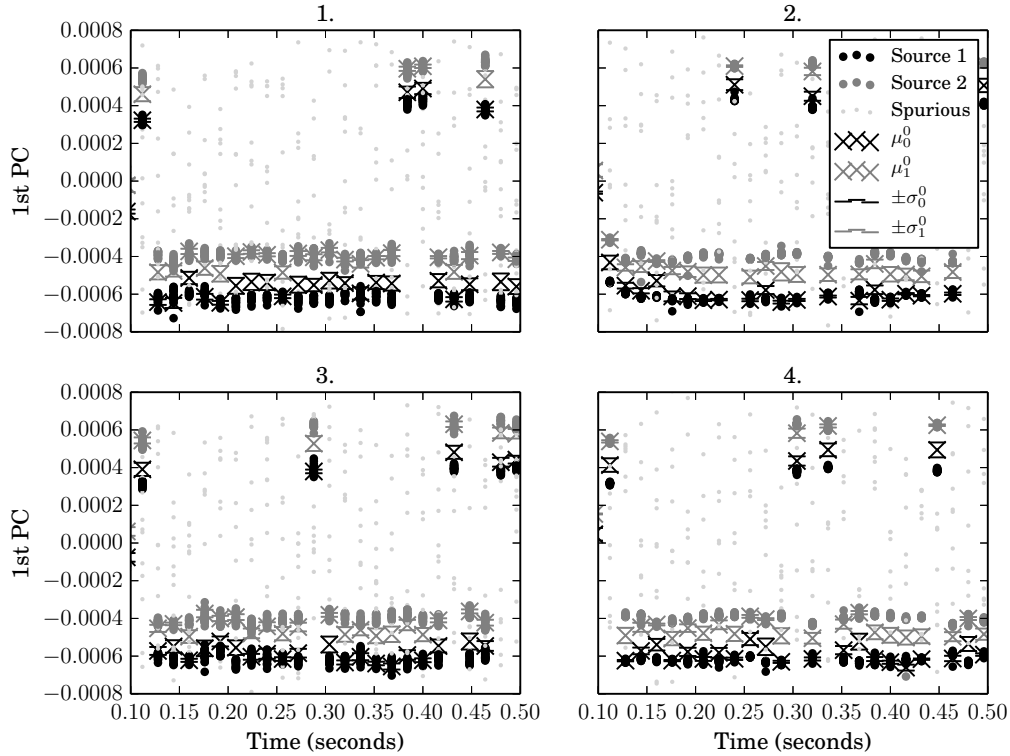 1.
2.
0.0008
0.0006
0.0004
0.0002
0.0000
−0.0002
−0.0004
−0.0006
−0.0008
1st PC
Source 1
Source 2
Spurious
μ₀⁰
μ₁⁰
±σ₀⁰
±σ₁⁰
3.
4.
0.0008
0.0006
0.0004
0.0002
0.0000
−0.0002
−0.0004
−0.0006
−0.0008
1st PC
0.10 0.15 0.20 0.25 0.30 0.35 0.40 0.45 0.50
0.10 0.15 0.20 0.25 0.30 0.35 0.40 0.45 0.50
Time (seconds)
Time (seconds)